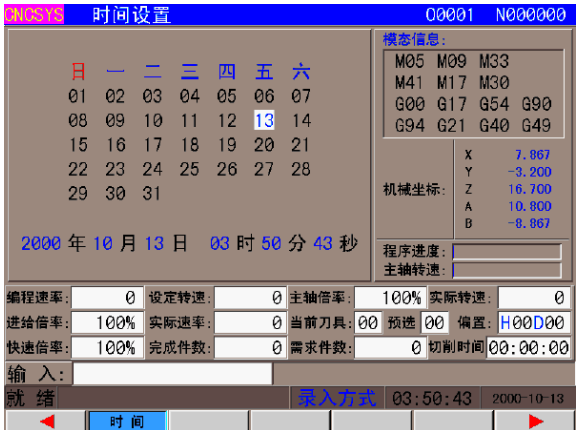 CNCSYS 时间设置 O0001 N000000
模态信息:
M05 M09 M33
M41 M17 M30
G00 G17 G54 G90
G94 G21 G40 G49
日 一 二 三 四 五 六
01 02 03 04 05 06 07
08 09 10 11 12 13 14
15 16 17 18 19 20 21
22 23 24 25 26 27 28
29 30 31
2000 年 10 月 13 日 03 时 50 分 43 秒
机械坐标:
X 7.867
Y -3.200
Z 16.700
A 10.800
B -8.867
程序进度:
主轴转速:
编程速率: 0 设定转速: 0 主轴倍率: 100% 实际转速: 0
进给倍率: 100% 实际速率: 0 当前刀具: 00 预选 00 偏置: H00D00
快速倍率: 100% 完成件数: 0 需求件数: 0 切削时间 00:00:00
输 入:
就 绪 录入方式 03:50:43 2000-10-13
时 间